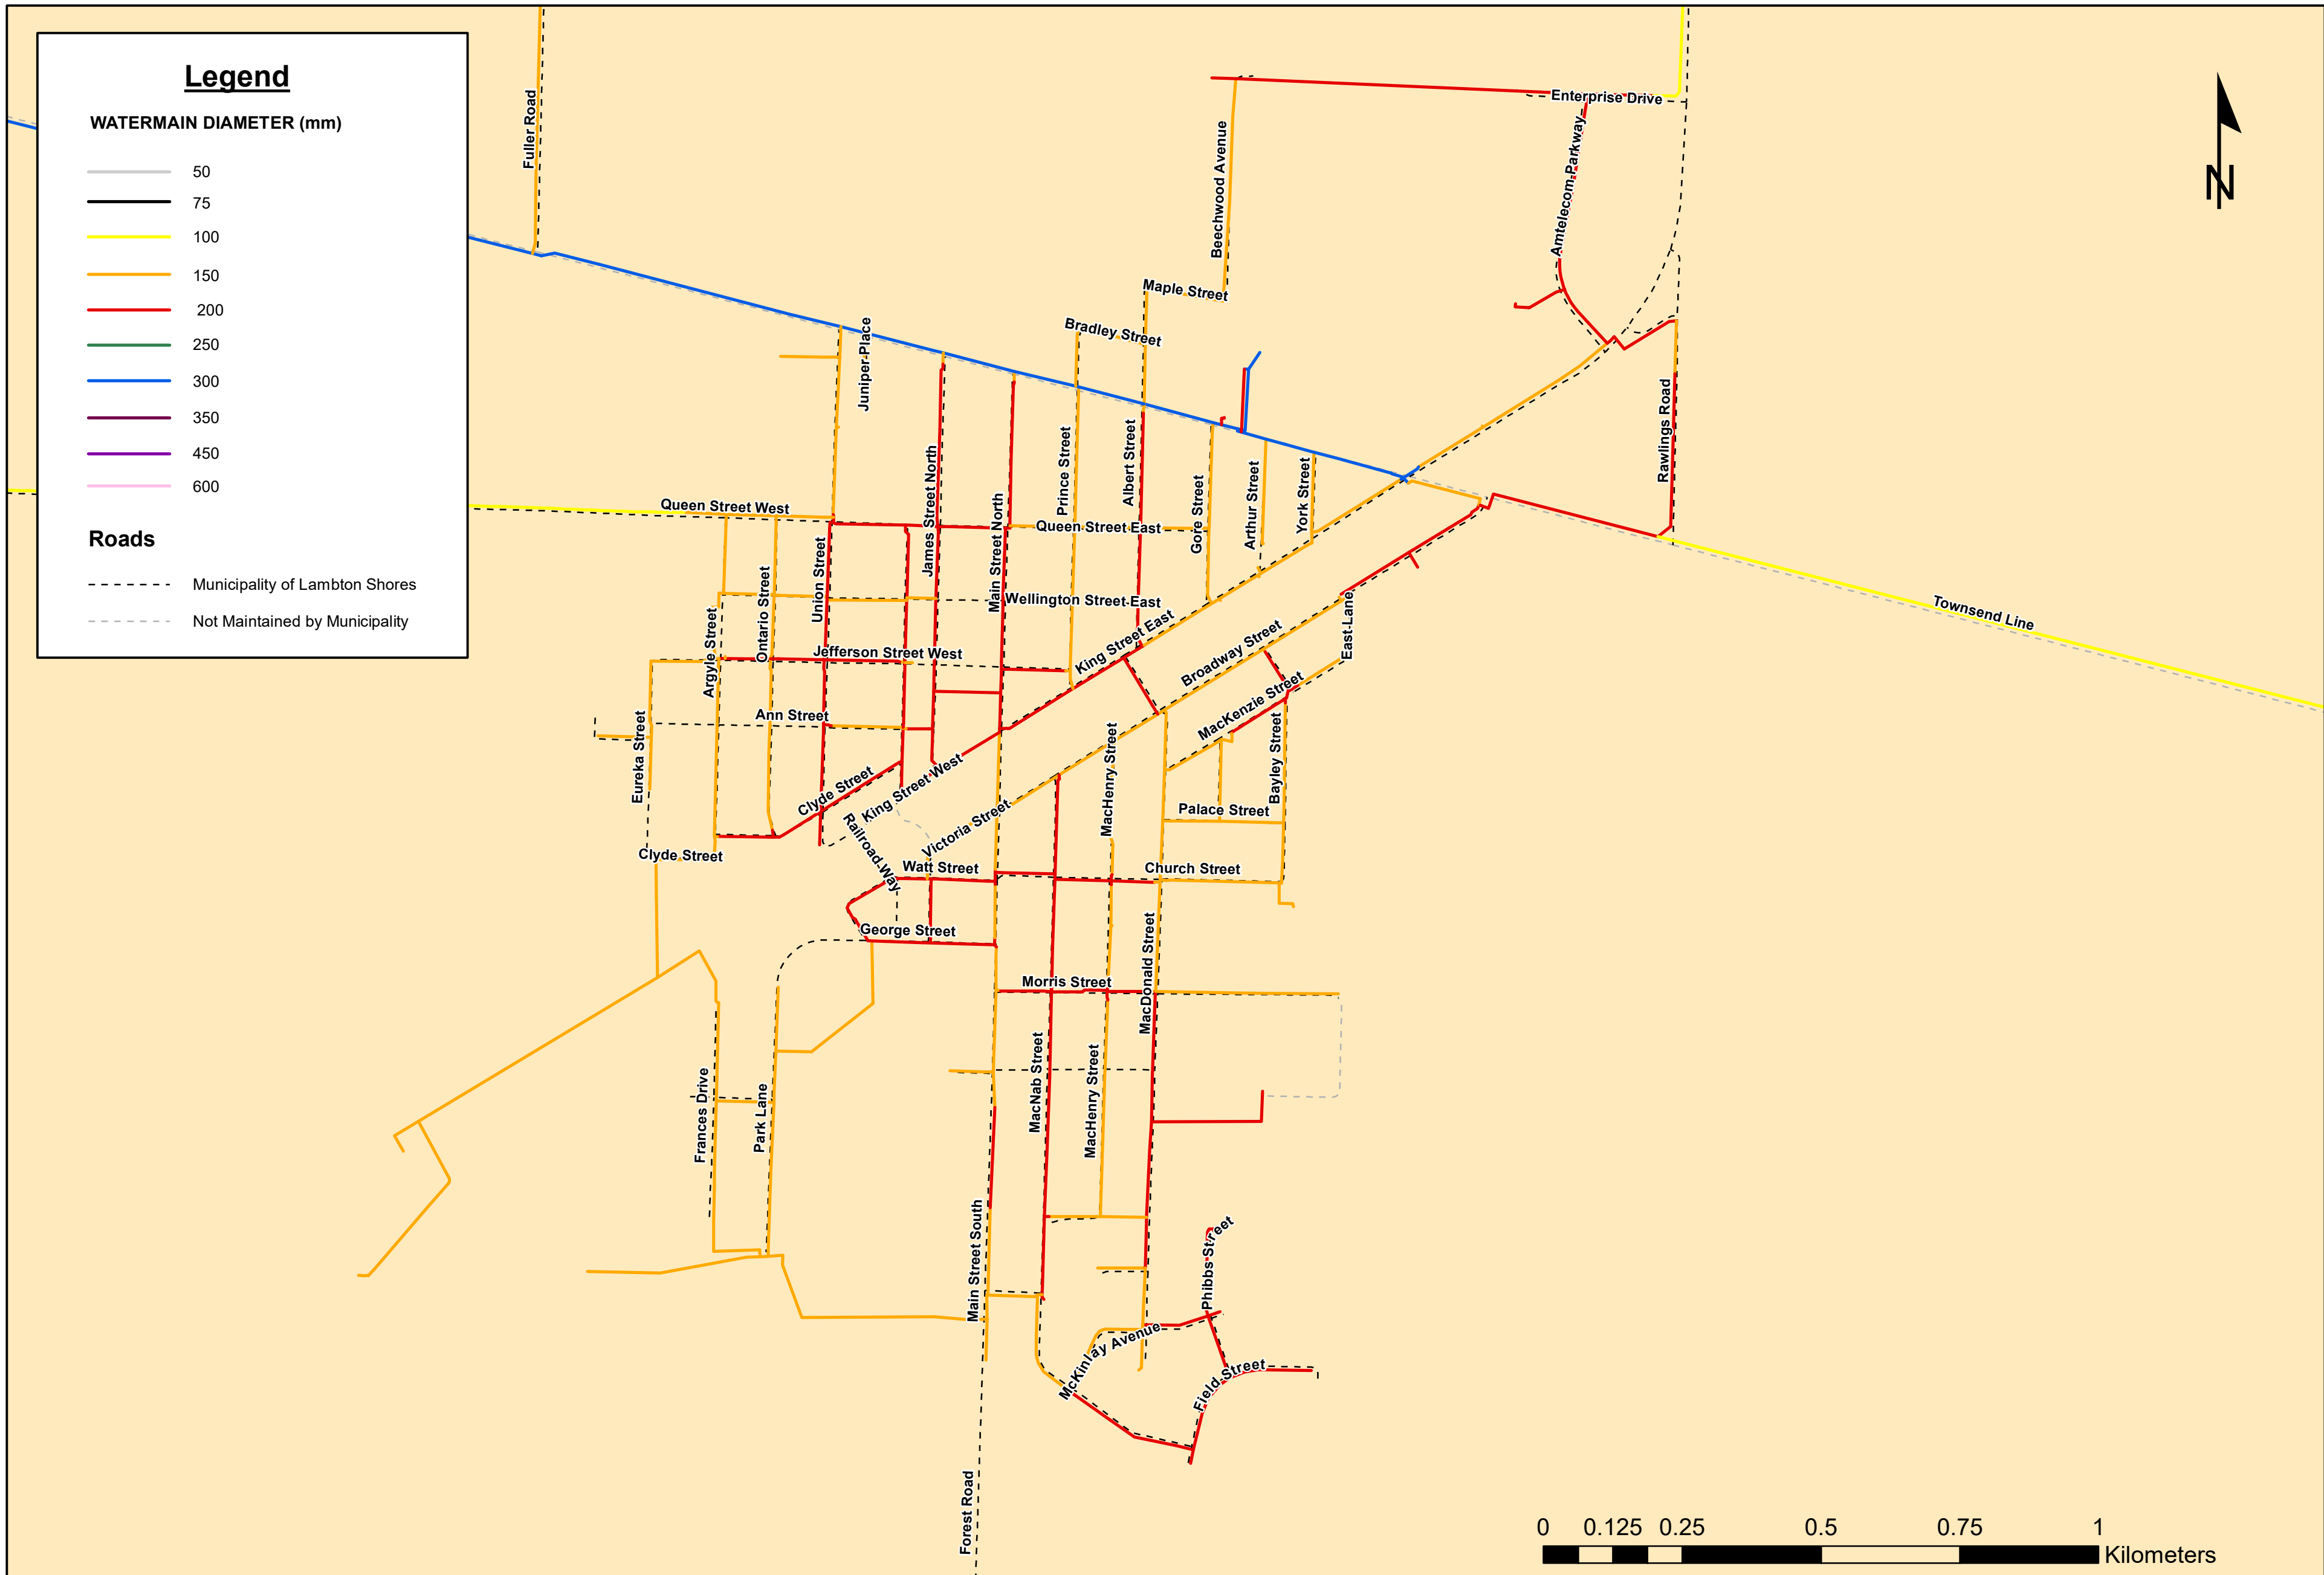 Legend
WATERMAIN DIAMETER (mm)
50
75
100
150
200
250
300
350
450
600
Roads
Municipality of Lambton Shores
Not Maintained by Municipality
Fuller Road
Enterprise Drive
Amtelecom Parkway
Beechwood Avenue
N
Maple Street
Bradley Street
Juniper Place
Rawlings Road
Queen Street West
James Street North
Main Street North
Prince Street
Albert Street
Queen Street East
Gore Street
Arthur Street
York Street
Union Street
Ontario Street
Argyle Street
Wellington Street East
Townsend Line
Jefferson Street West
King Street East
Broadway Street
East Lane
MacKenzie Street
Ann Street
Eureka Street
Clyde Street
King Street West
MacHenry Street
Bayley Street
Palace Street
Victoria Street
Railroad Way
Clyde Street
Watt Street
Church Street
George Street
MacDonald Street
Morris Street
Frances Drive
Park Lane
MacNab Street
MacHenry Street
Main Street South
Phibbs Street
McKinlay Avenue
Field Street
Forest Road
0 0.125 0.25 0.5 0.75 1
Kilometers